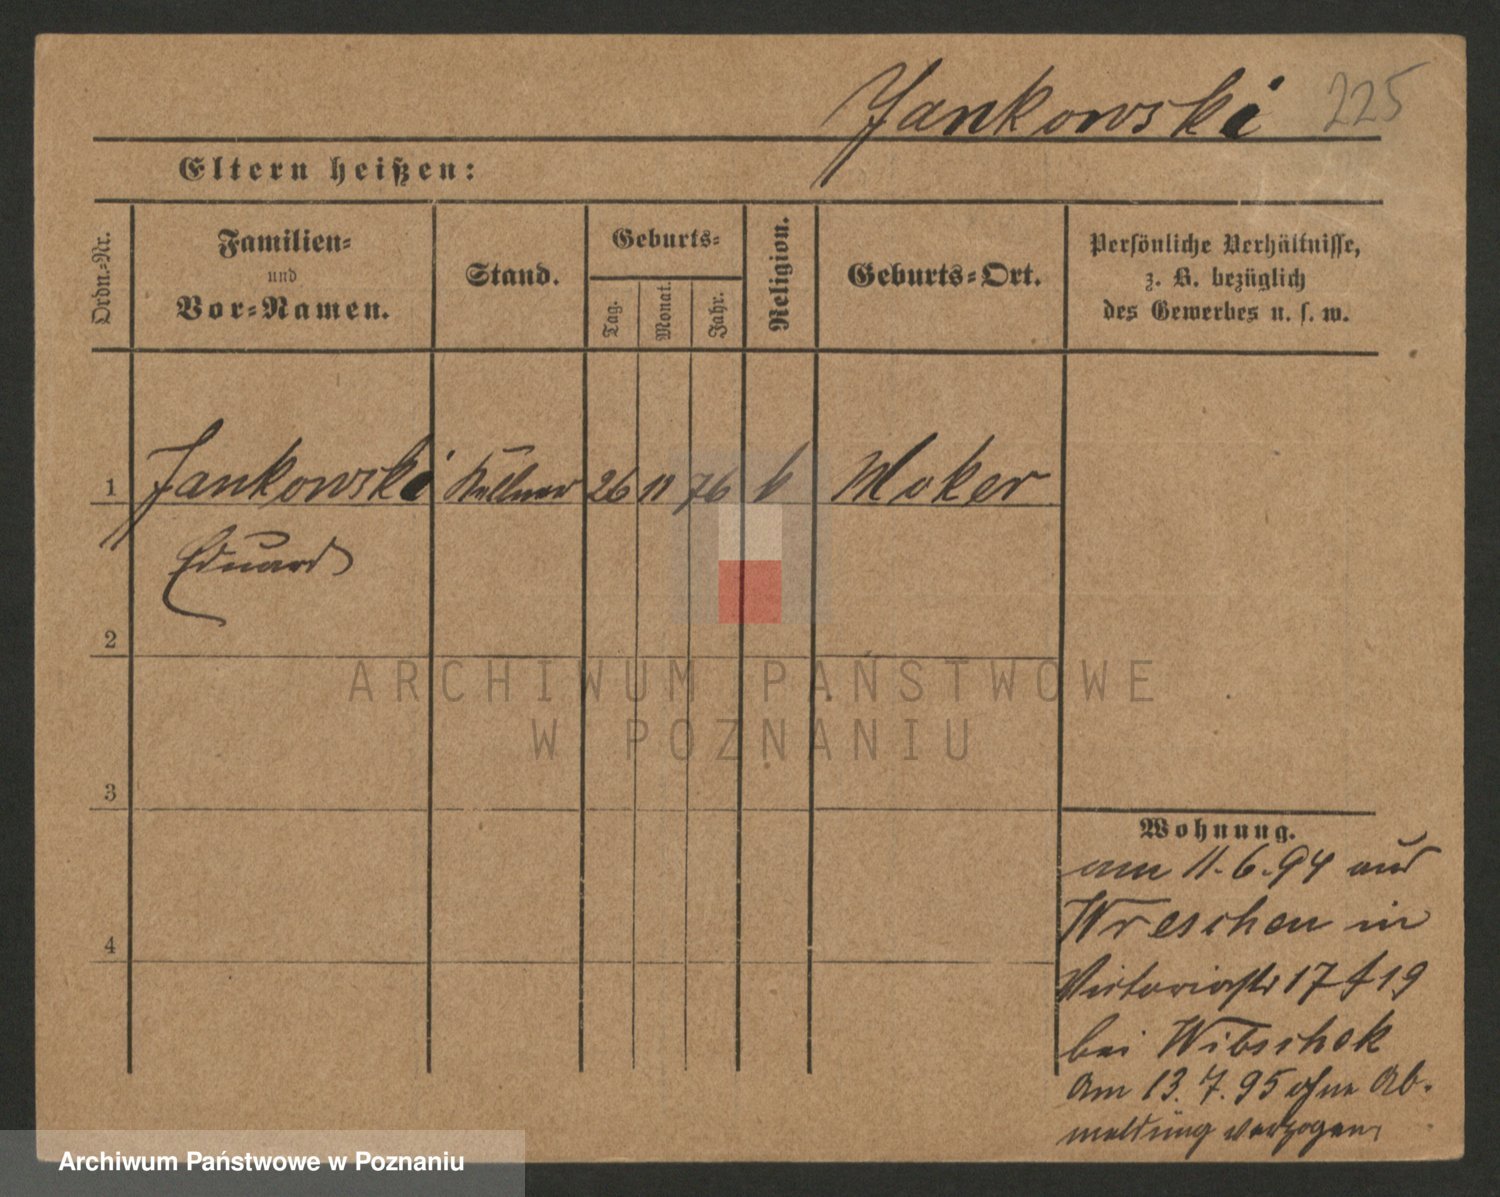 Jankowski 225
Eltern heißen:
Ordn.-Nr.
Familien-
und
Vor-Namen.
Stand.
Geburts-
Tag.
Monat.
Jahr.
Religion.
Geburts-Ort.
Persönliche Verhältnisse,
z. B. bezüglich
des Gewerbes u. s. w.
1 Jankowski Kellner 26 11 76 k Moker
Eduard
2
3
4
ARCHIWUM PAŃSTWOWE
W POZNANIU
Wohnung.
am 11.6.94 aus
Wreschen in
Victoriastr 17 19
bei Wibschek
Am 13.7.95 ohne Ab-
meldung verzogen
Archiwum Państwowe w Poznaniu